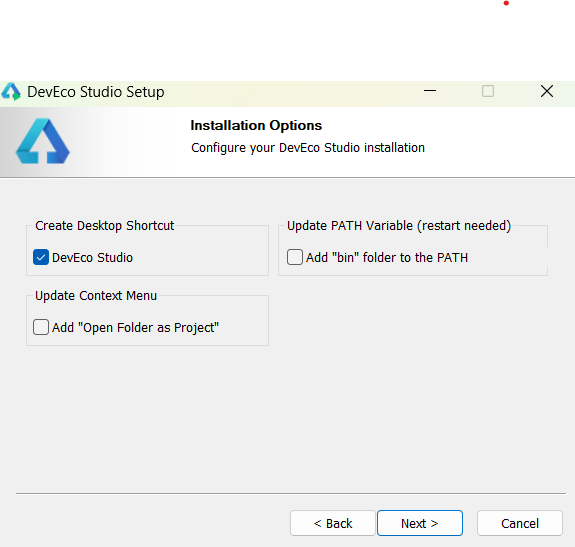 DevEco Studio Setup
Installation Options
Configure your DevEco Studio installation
Create Desktop Shortcut
DevEco Studio
Update PATH Variable (restart needed)
Add "bin" folder to the PATH
Update Context Menu
Add "Open Folder as Project"
< Back
Next >
Cancel